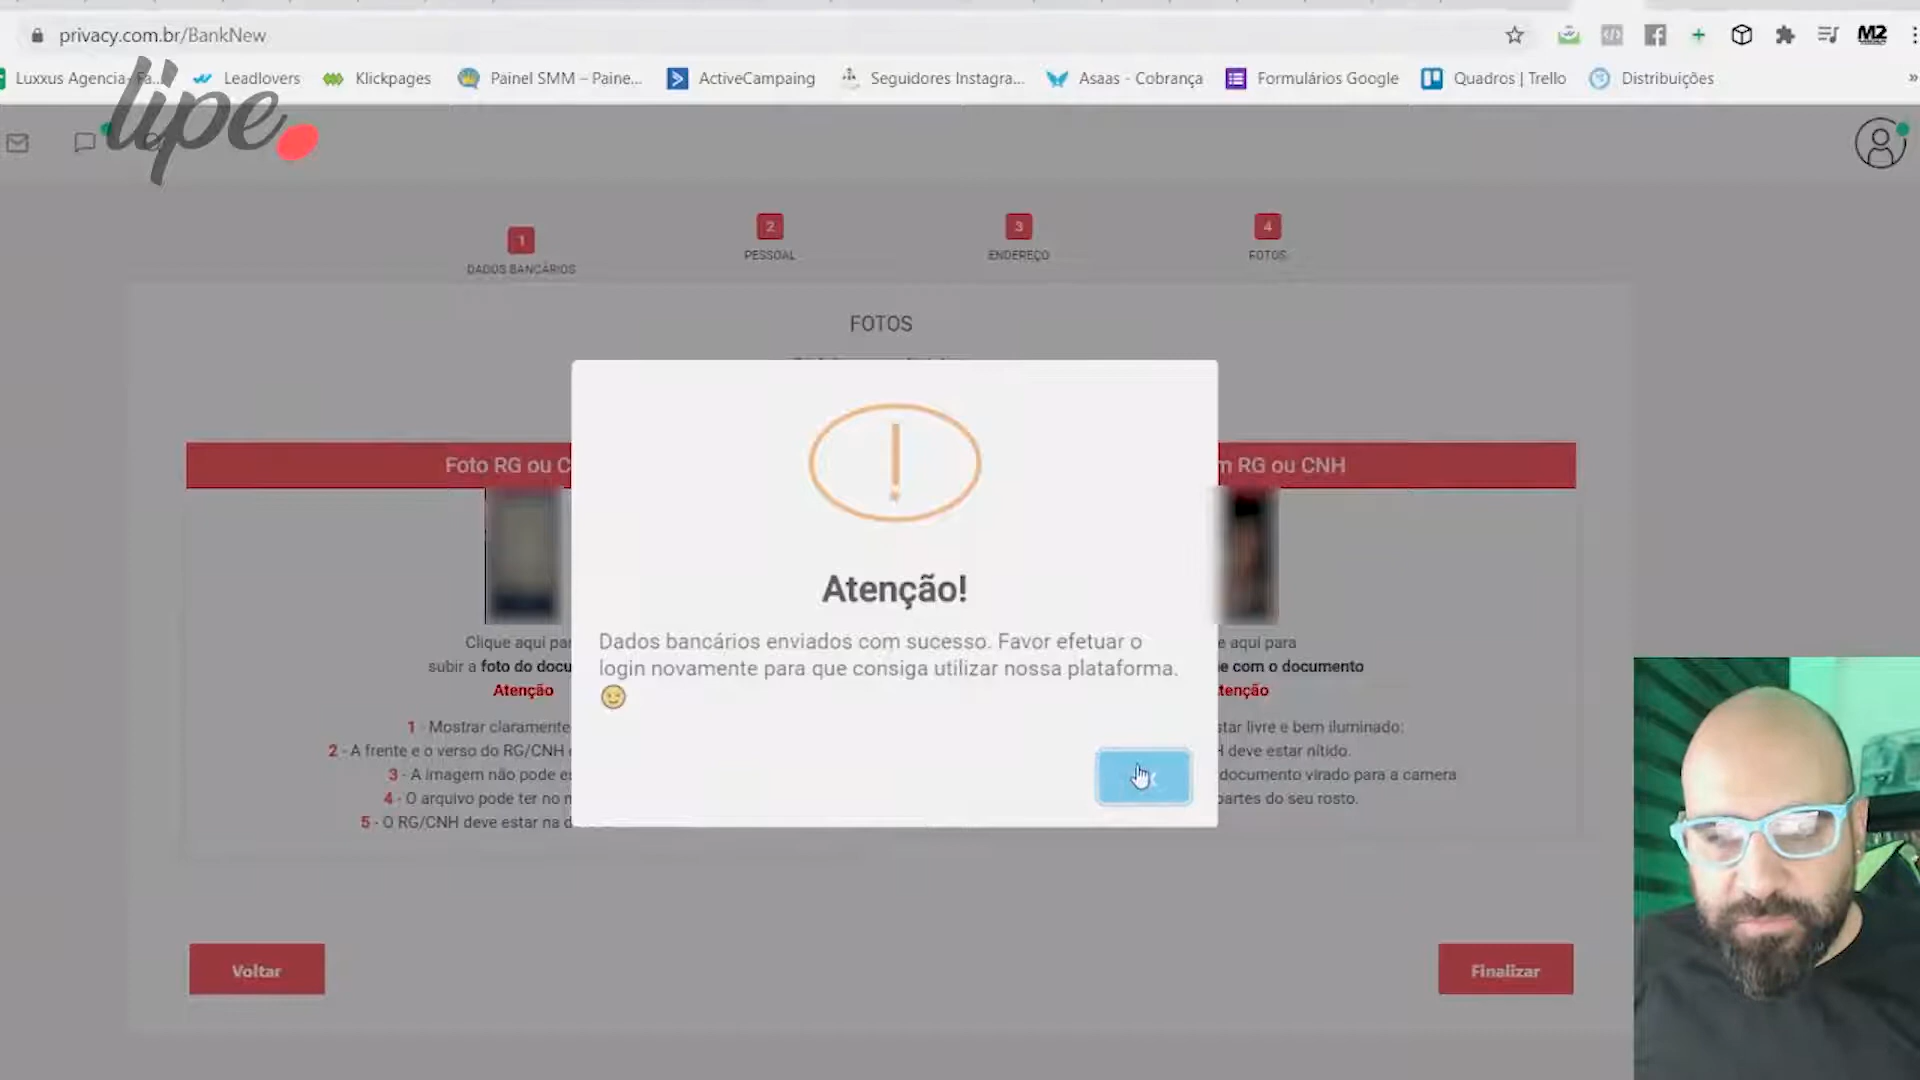 privacy.com.br/BankNew
M2
Luxxus Agencia- Fa...
Leadlovers
Klickpages
Painel SMM – Paine...
ActiveCampaing
Seguidores Instagra...
Asaas - Cobrança
Formulários Google
Quadros | Trello
Distribuições
»
lipe.
1
DADOS BANCÁRIOS
2
PESSOAL
3
ENDEREÇO
4
FOTOS
FOTOS
Foto RG ou C
m RG ou CNH
Atenção!
Dados bancários enviados com sucesso. Favor efetuar o
login novamente para que consiga utilizar nossa plataforma.
Clique aqui par
subir a foto do docu
Atenção
1 - Mostrar claramente
2 - A frente e o verso do RG/CNH
3 - A imagem não pode es
4 - O arquivo pode ter no m
5 - O RG/CNH deve estar na d
e aqui para
e com o documento
tenção
star livre e bem iluminado:
H deve estar nítido.
documento virado para a camera
partes do seu rosto.
Voltar
Finalizar